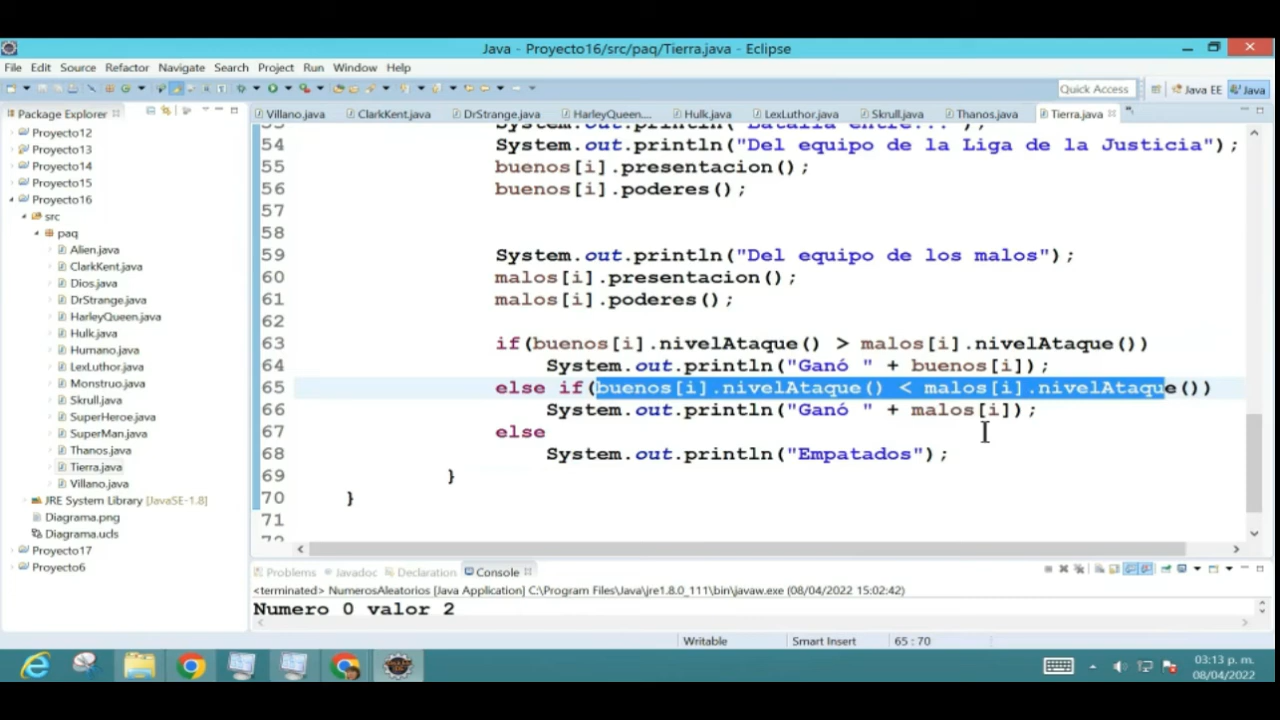 Java - Proyecto16/src/paq/Tierra.java - Eclipse
File Edit Source Refactor Navigate Search Project Run Window Help
Quick Access Java EE Java
Package Explorer
Villano.java ClarkKent.java DrStrange.java HarleyQueen.... Hulk.java LexLuthor.java Skrull.java Thanos.java Tierra.java
Proyecto12
Proyecto13
Proyecto14
Proyecto15
Proyecto16
src
paq
Alien.java
ClarkKent.java
Dios.java
DrStrange.java
HarleyQueen.java
Hulk.java
Humano.java
LexLuthor.java
Monstruo.java
Skrull.java
SuperHeroe.java
SuperMan.java
Thanos.java
Tierra.java
Villano.java
JRE System Library [JavaSE-1.8]
Diagrama.png
Diagrama.ucls
Proyecto17
Proyecto6
53 System.out.println("Batalla entre...");
54 System.out.println("Del equipo de la Liga de la Justicia");
55 buenos[i].presentacion();
56 buenos[i].poderes();
57
58
59 System.out.println("Del equipo de los malos");
60 malos[i].presentacion();
61 malos[i].poderes();
62
63 if(buenos[i].nivelAtaque() > malos[i].nivelAtaque())
64 System.out.println("Ganó " + buenos[i]);
65 else if(buenos[i].nivelAtaque() < malos[i].nivelAtaque())
66 System.out.println("Ganó " + malos[i]);
67 else
68 System.out.println("Empatados");
69 }
70 }
71
72
Problems Javadoc Declaration Console
<terminated> NumerosAleatorios [Java Application] C:\Program Files\Java\jre1.8.0_111\bin\javaw.exe (08/04/2022 15:02:42)
Numero 0 valor 2
Writable Smart Insert 65 : 70
03:13 p. m.
08/04/2022